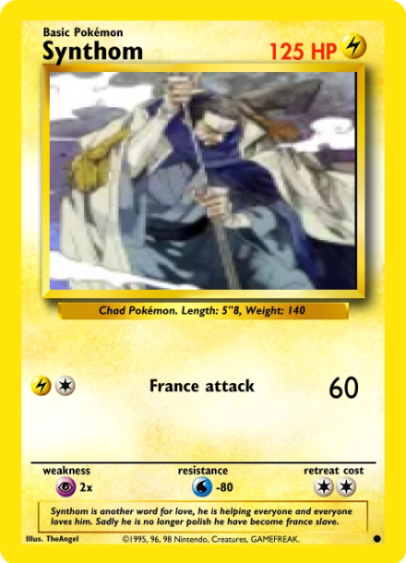 Basic Pokémon
Synthom
125 HP
Chad Pokémon. Length: 5"8, Weight: 140
France attack
60
weakness
resistance
retreat cost
2x
-80
Synthom is another word for love, he is helping everyone and everyone
loves him. Sadly he is no longer polish he have become france slave.
Illus. TheAngel
©1995, 96, 98 Nintendo, Creatures, GAMEFREAK.